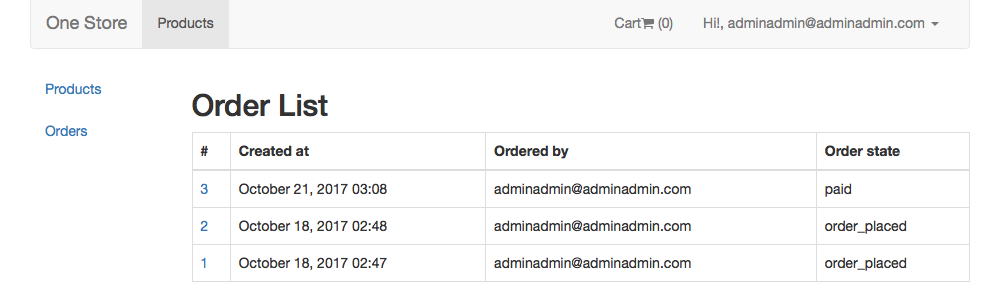 One Store Products Cart (0) Hi!, adminadmin@adminadmin.com
Products
Orders
Order List
# Created at Ordered by Order state
3 October 21, 2017 03:08 adminadmin@adminadmin.com paid
2 October 18, 2017 02:48 adminadmin@adminadmin.com order_placed
1 October 18, 2017 02:47 adminadmin@adminadmin.com order_placed